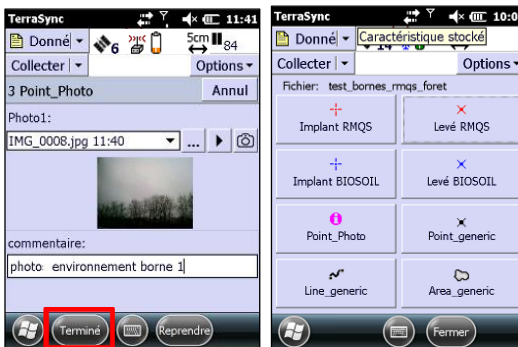 TerraSync 11:41
Donné 6 5cm 84
Collecter Options
3 Point_Photo Annul
Photo1:
IMG_0008.jpg 11:40 ...
commentaire:
photo: environnement borne 1
Terminé Reprendre
TerraSync 10:0
Donné Caractéristique stocké
Collecter Options
Fichier: test_bornes_rmqs_foret
Implant RMQS Levé RMQS
Implant BIOSOIL Levé BIOSOIL
Point_Photo Point_generic
Line_generic Area_generic
Fermer